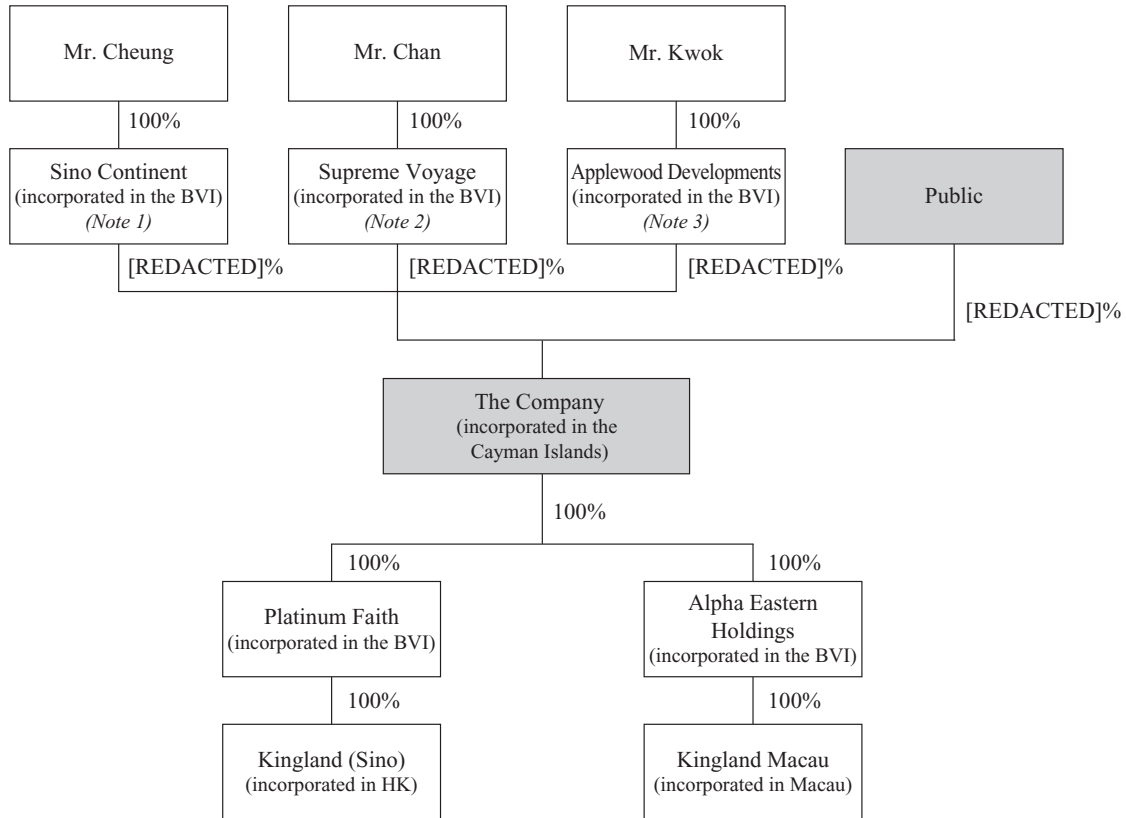 Mr. Cheung
Mr. Chan
Mr. Kwok
100%
100%
100%
Sino Continent
(incorporated in the BVI)
(Note 1)
Supreme Voyage
(incorporated in the BVI)
(Note 2)
Applewood Developments
(incorporated in the BVI)
(Note 3)
Public
[REDACTED]%
[REDACTED]%
[REDACTED]%
[REDACTED]%
The Company
(incorporated in the
Cayman Islands)
100%
100%
100%
Platinum Faith
(incorporated in the BVI)
Alpha Eastern
Holdings
(incorporated in the BVI)
100%
100%
Kingland (Sino)
(incorporated in HK)
Kingland Macau
(incorporated in Macau)